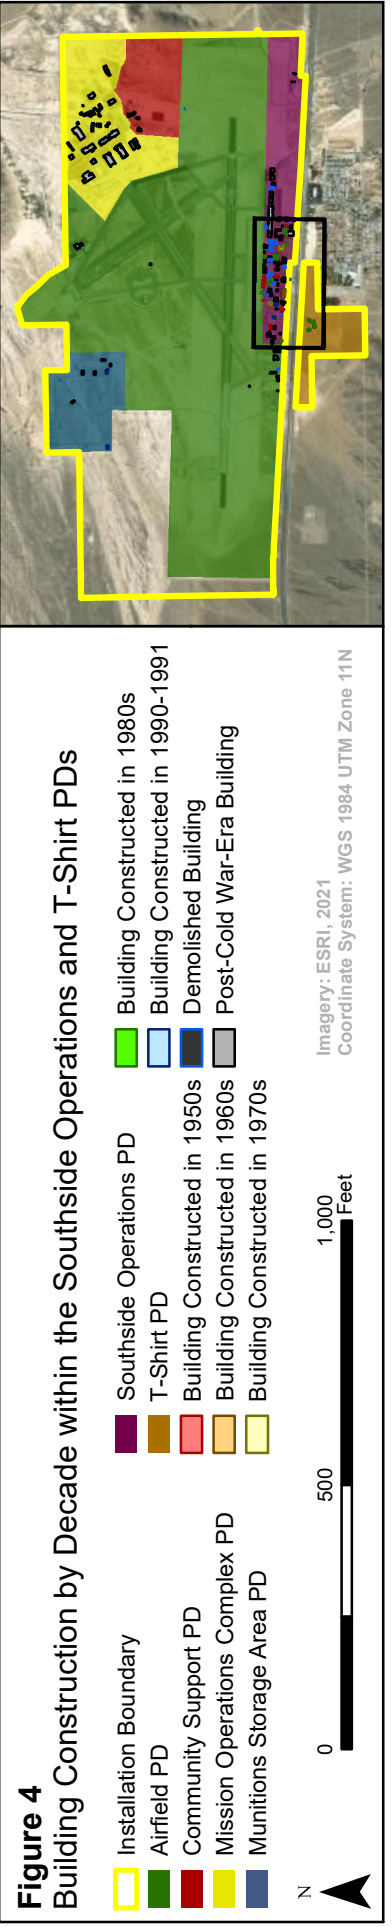 Figure 4
Building Construction by Decade within the Southside Operations and T-Shirt PDs
Installation Boundary
Airfield PD
Community Support PD
Mission Operations Complex PD
Munitions Storage Area PD
Southside Operations PD
T-Shirt PD
Building Constructed in 1950s
Building Constructed in 1960s
Building Constructed in 1970s
Building Constructed in 1980s
Building Constructed in 1990-1991
Demolished Building
Post-Cold War-Era Building
N
0 500 1,000
Feet
Imagery: ESRI, 2021
Coordinate System: WGS 1984 UTM Zone 11N